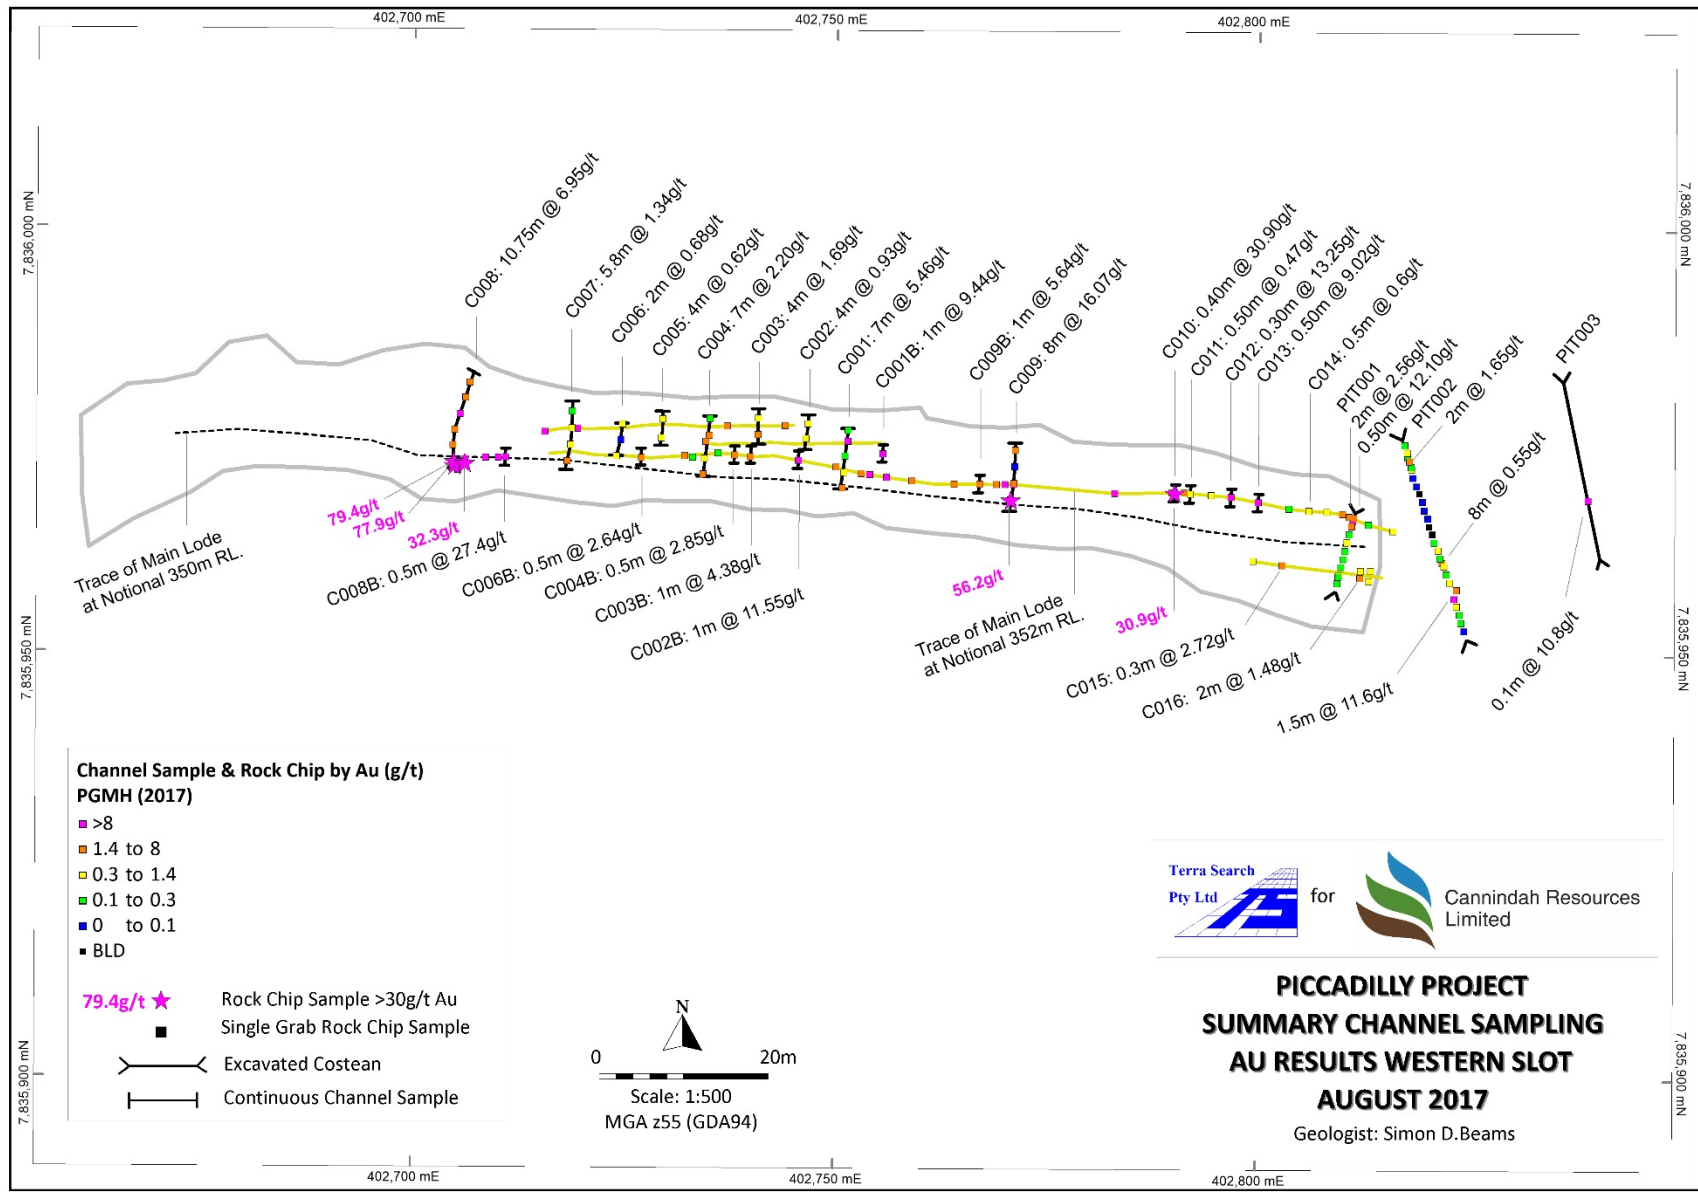 402,700 mE
402,750 mE
402,800 mE
7,836,000 mN
7,836,000 mN
C008: 10.75m @ 6.95g/t
C007: 5.8m @ 1.34g/t
C006: 2m @ 0.68g/t
C005: 4m @ 0.62g/t
C004: 7m @ 2.20g/t
C003: 4m @ 1.69g/t
C002: 4m @ 0.93g/t
C001: 7m @ 5.46g/t
C001B: 1m @ 9.44g/t
C009B: 1m @ 5.64g/t
C009: 8m @ 16.07g/t
C010: 0.40m @ 30.90g/t
C011: 0.50m @ 0.47g/t
C012: 0.30m @ 13.25g/t
C013: 0.50m @ 9.02g/t
C014: 0.5m @ 0.6g/t
PIT001
2m @ 2.56g/t
0.50m @ 12.10g/t
PIT002
2m @ 1.65g/t
PIT003
79.4g/t
77.9g/t
32.3g/t
Trace of Main Lode
at Notional 350m RL.
C008B: 0.5m @ 27.4g/t
C006B: 0.5m @ 2.64g/t
C004B: 0.5m @ 2.85g/t
C003B: 1m @ 4.38g/t
C002B: 1m @ 11.55g/t
56.2g/t
Trace of Main Lode
at Notional 352m RL.
30.9g/t
C015: 0.3m @ 2.72g/t
C016: 2m @ 1.48g/t
8m @ 0.55g/t
1.5m @ 11.6g/t
0.1m @ 10.8g/t
7,835,950 mN
7,835,950 mN
Channel Sample & Rock Chip by Au (g/t)
PGMH (2017)
>8
1.4 to 8
0.3 to 1.4
0.1 to 0.3
0 to 0.1
BLD
79.4g/t Rock Chip Sample >30g/t Au
Single Grab Rock Chip Sample
Excavated Costean
Continuous Channel Sample
N
0 20m
Scale: 1:500
MGA z55 (GDA94)
Terra Search
Pty Ltd
TS
for
Cannindah Resources
Limited
PICCADILLY PROJECT
SUMMARY CHANNEL SAMPLING
AU RESULTS WESTERN SLOT
AUGUST 2017
Geologist: Simon D.Beams
7,835,900 mN
7,835,900 mN
402,700 mE
402,750 mE
402,800 mE